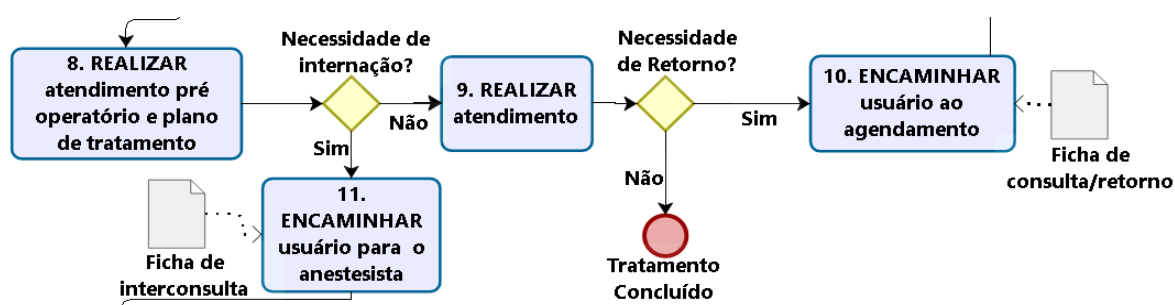 8. REALIZAR
atendimento pré
operatório e plano
de tratamento
Necessidade de
internação?
Não
Sim
9. REALIZAR
atendimento
Necessidade
de Retorno?
Sim
Não
10. ENCAMINHAR
usuário ao
agendamento
Ficha de
consulta/retorno
11.
ENCAMINHAR
usuário para o
anestesista
Ficha de
interconsulta
Tratamento
Concluído